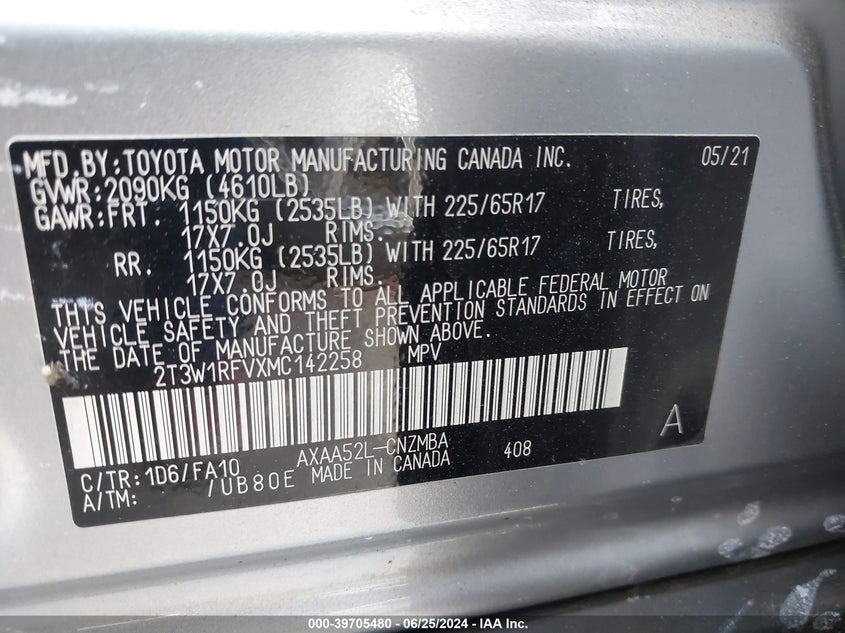 MFD.BY:TOYOTA MOTOR MANUFACTURING CANADA INC. 05/21
GVWR:2090KG (4610LB)
GAWR:FRT. 1150KG (2535LB) WITH 225/65R17 TIRES,
17X7.0J RIMS.
RR. 1150KG (2535LB) WITH 225/65R17 TIRES,
17X7.0J RIMS.
THIS VEHICLE CONFORMS TO ALL APPLICABLE FEDERAL MOTOR
VEHICLE SAFETY AND THEFT PREVENTION STANDARDS IN EFFECT ON
THE DATE OF MANUFACTURE SHOWN ABOVE.
2T3W1RFVXMC142258 MPV
A
C/TR:1D6/FA10 AXAA52L-CNZMBA 408
A/TM: /UB80E MADE IN CANADA
000-39705480 - 06/25/2024 - IAA Inc.